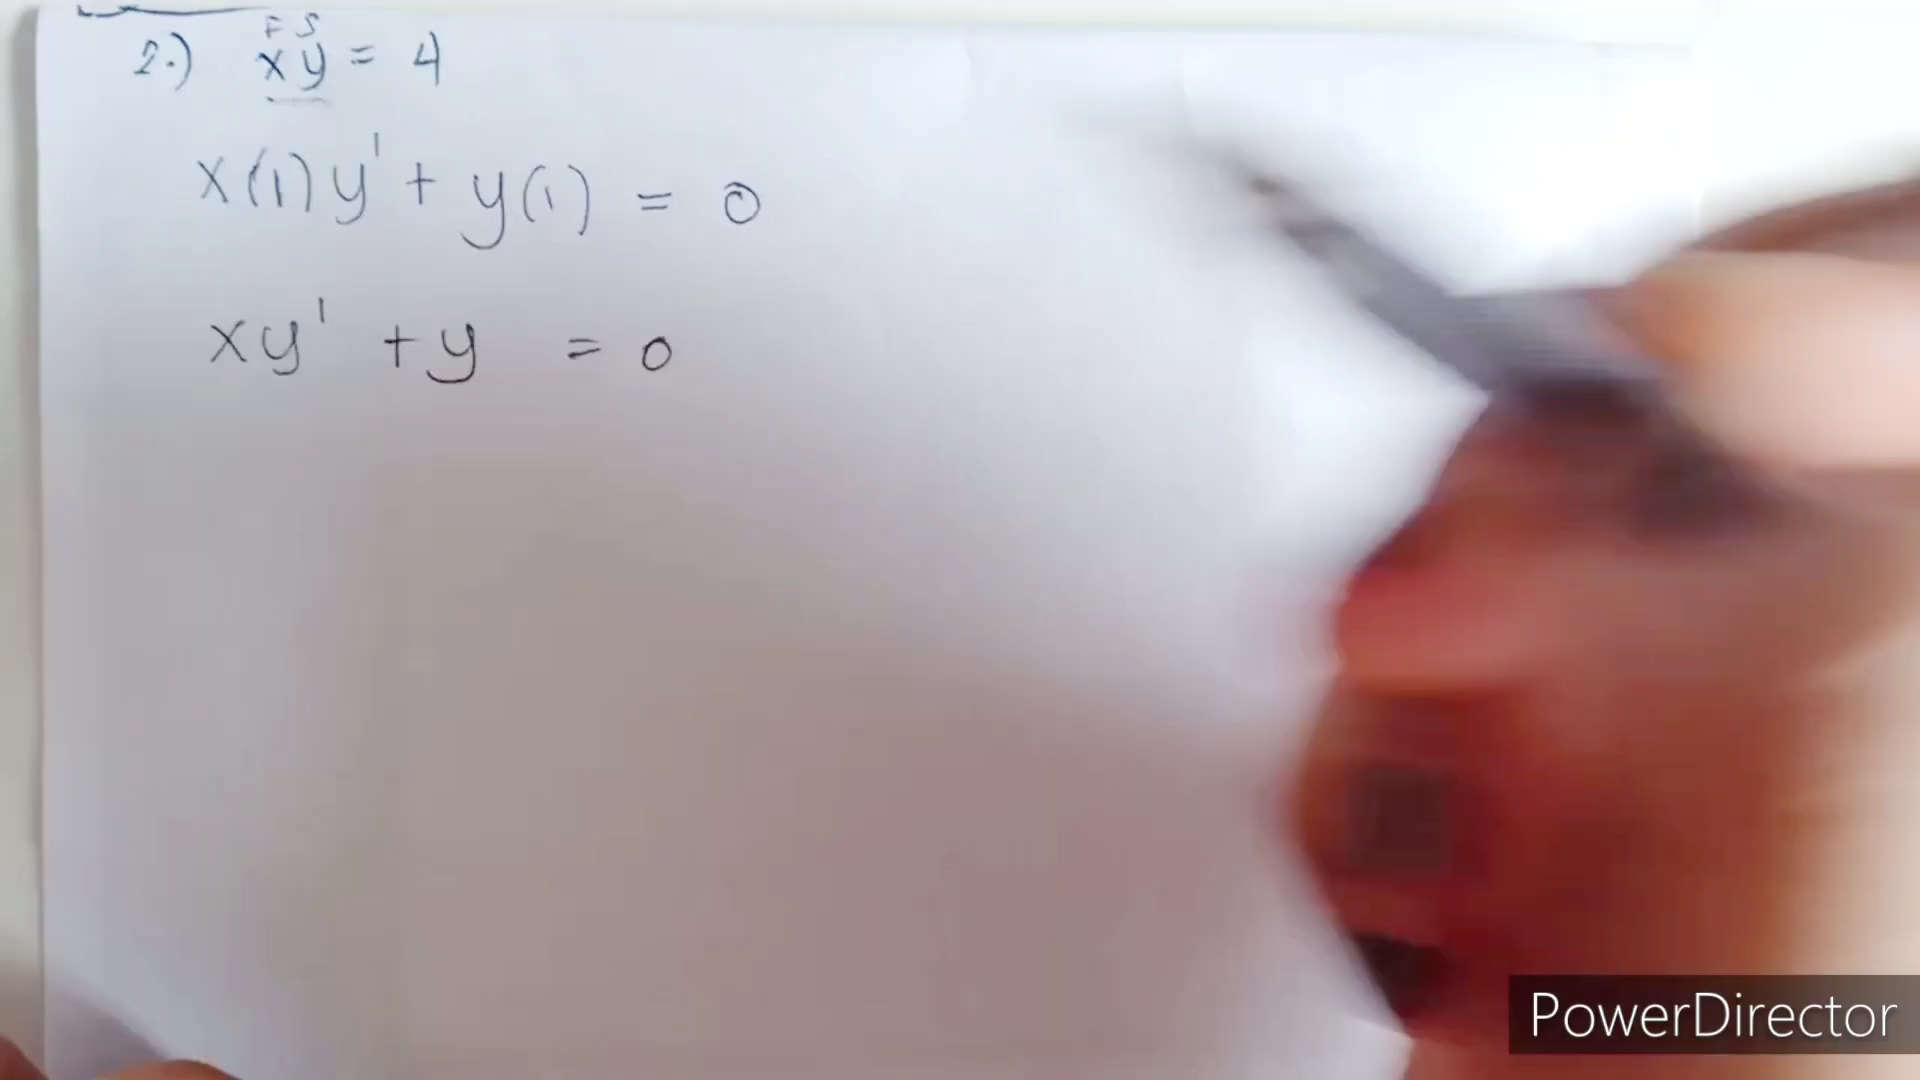 F S
2.) xy = 4
x(1)y' + y(1) = 0
xy' + y = 0
PowerDirector